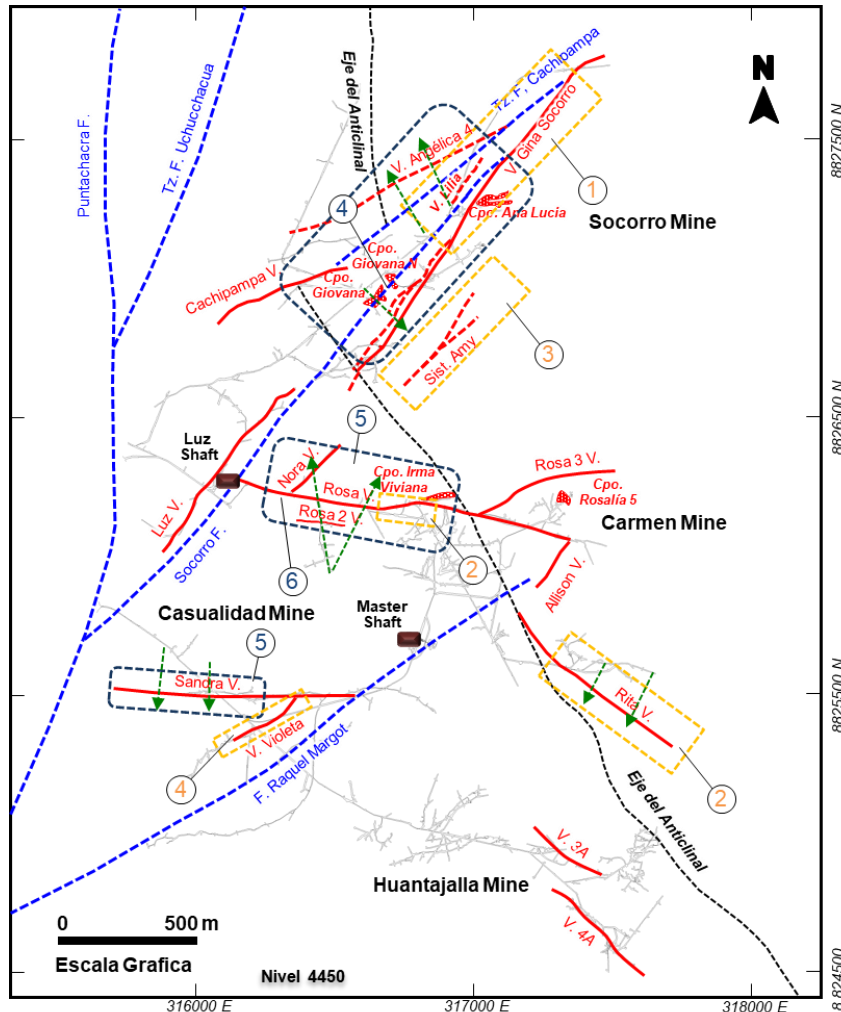 N
Tz. F, Cachipampa
Eje del Anticlinal
Puntachacra F.
Tz. F. Uchucchacua
V. Angélica 4
V. Lilia
V. Gina Socorro
8827500 N
1
Cpo. Ana Lucia
Socorro Mine
4
Cpo.
Giovana N
Cpo.
Giovana
Cachipampa V.
3
Sist. Amy
8826500 N
5
Luz
Shaft
Nora V.
Cpo. Irma
Viviana
Rosa 3 V.
Cpo.
Rosalía 5
Rosa V.
Rosa 2 V.
Luz V.
Carmen Mine
Socorro F.
6
2
Allison V.
Casualidad Mine
Master
Shaft
5
Sandra V.
V. Violeta
4
F. Raquel Margot
Rita V.
2
8825500 N
Eje del Anticlinal
V. 3A
Huantajalla Mine
V. 4A
0 500 m
Escala Grafica
Nivel 4450
8 824500 N
316000 E
317000 E
318000 E